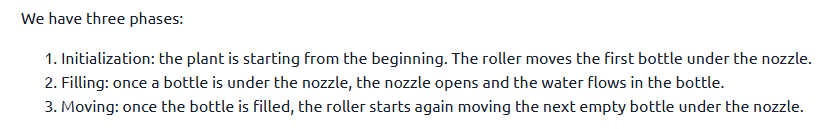 We have three phases:
1. Initialization: the plant is starting from the beginning. The roller moves the first bottle under the nozzle.
2. Filling: once a bottle is under the nozzle, the nozzle opens and the water flows in the bottle.
3. Moving: once the bottle is filled, the roller starts again moving the next empty bottle under the nozzle.